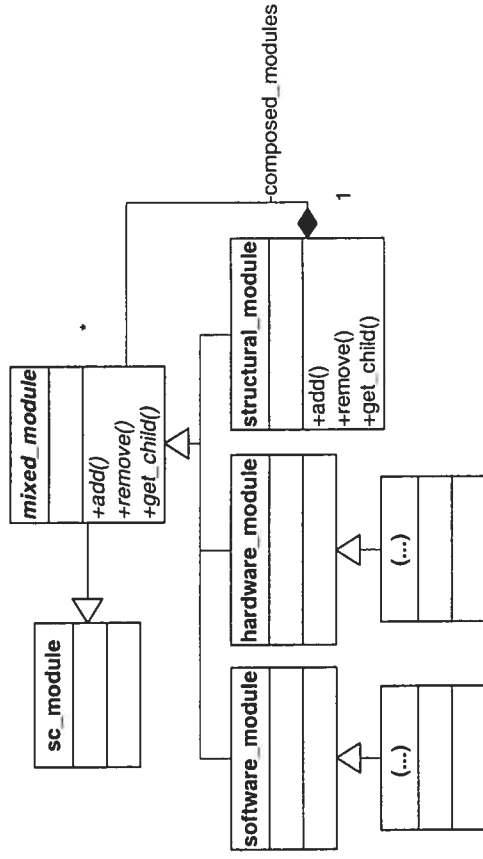 sc_module
mixed_module
+add()
+remove()
+get_child()
*
-composed_modules
1
software_module
hardware_module
structural_module
+add()
+remove()
+get_child()
(...)
(...)